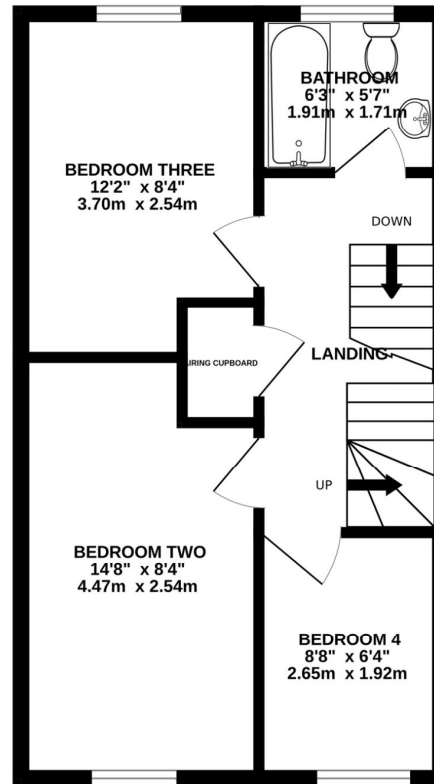 BATHROOM
6'3" x 5'7"
1.91m x 1.71m
BEDROOM THREE
12'2" x 8'4"
3.70m x 2.54m
DOWN
LANDING
IRING CUPBOARD
UP
BEDROOM TWO
14'8" x 8'4"
4.47m x 2.54m
BEDROOM 4
8'8" x 6'4"
2.65m x 1.92m